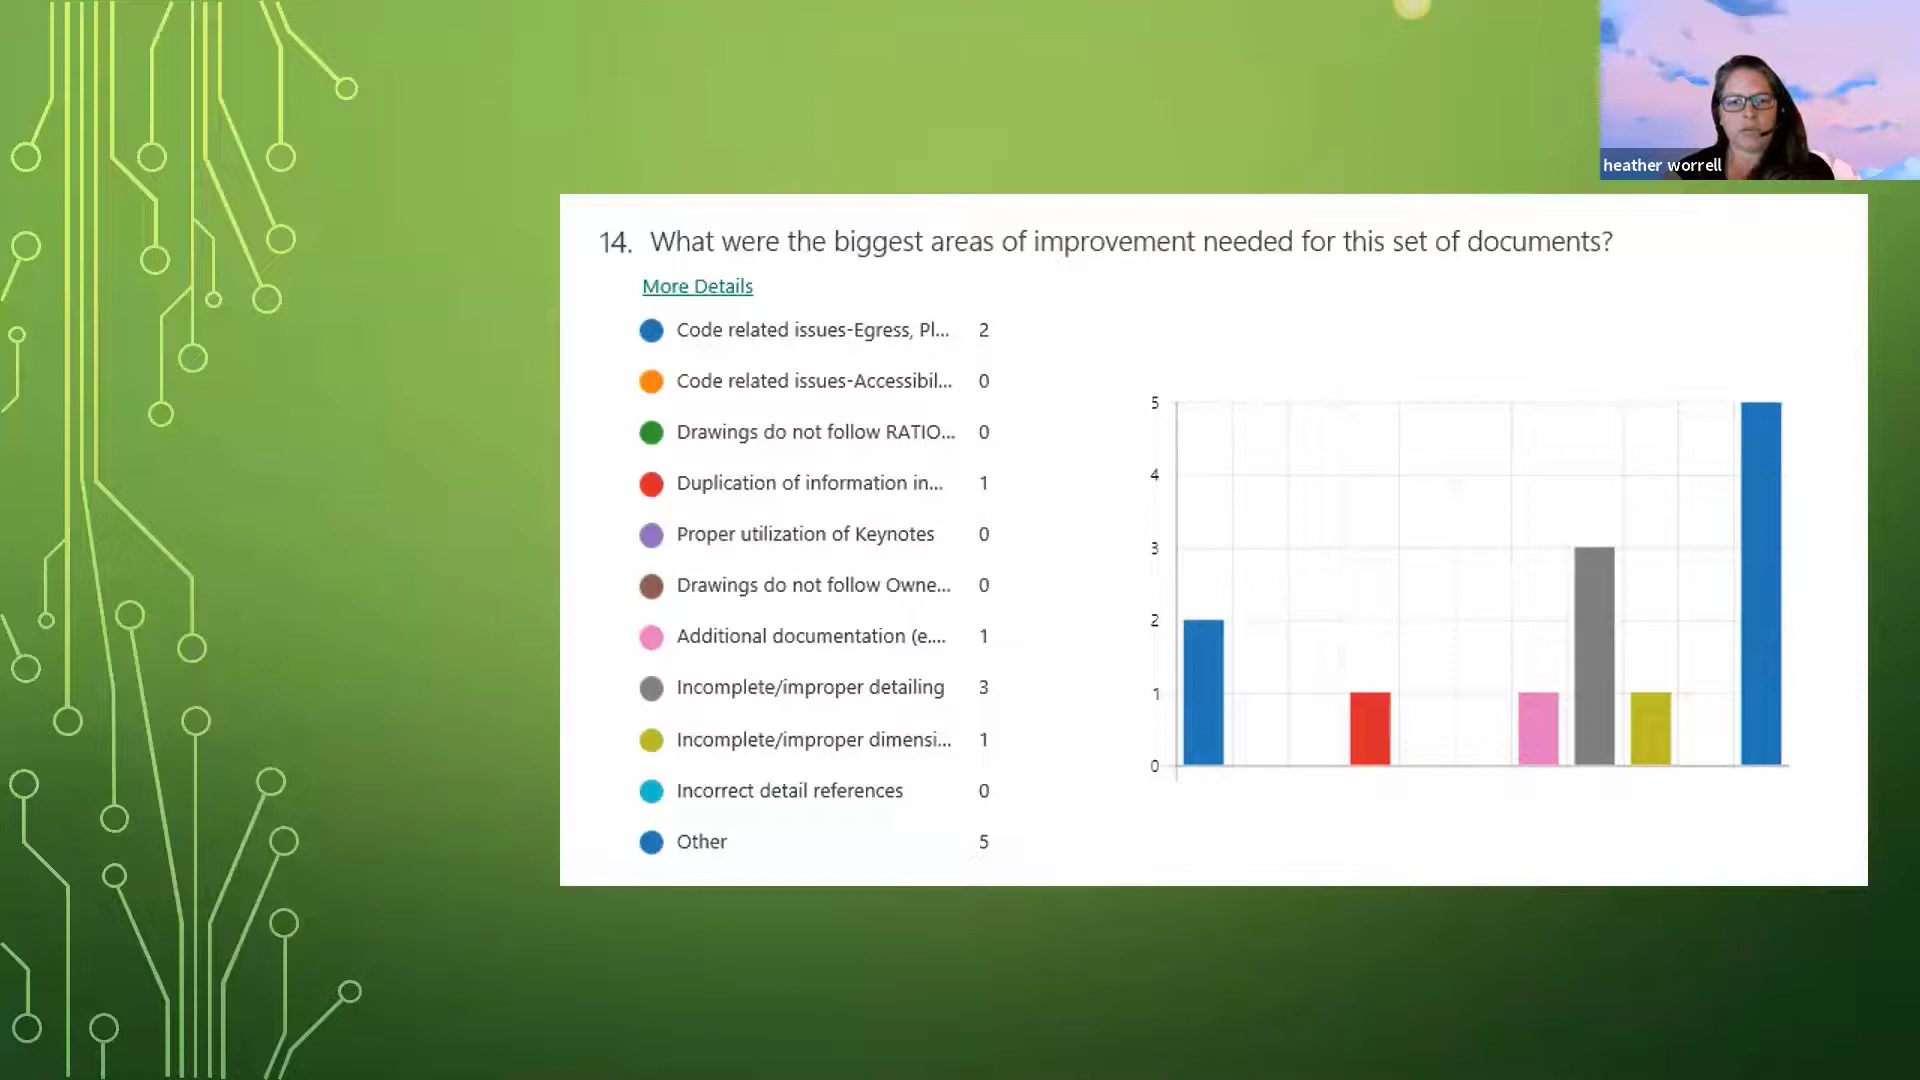 heather worrell
14. What were the biggest areas of improvement needed for this set of documents?
More Details
Code related issues-Egress, Pl... 2
Code related issues-Accessibil... 0
Drawings do not follow RATIO... 0
Duplication of information in... 1
Proper utilization of Keynotes 0
Drawings do not follow Owne... 0
Additional documentation (e.... 1
Incomplete/improper detailing 3
Incomplete/improper dimensi... 1
Incorrect detail references 0
Other 5
5
4
3
2
1
0